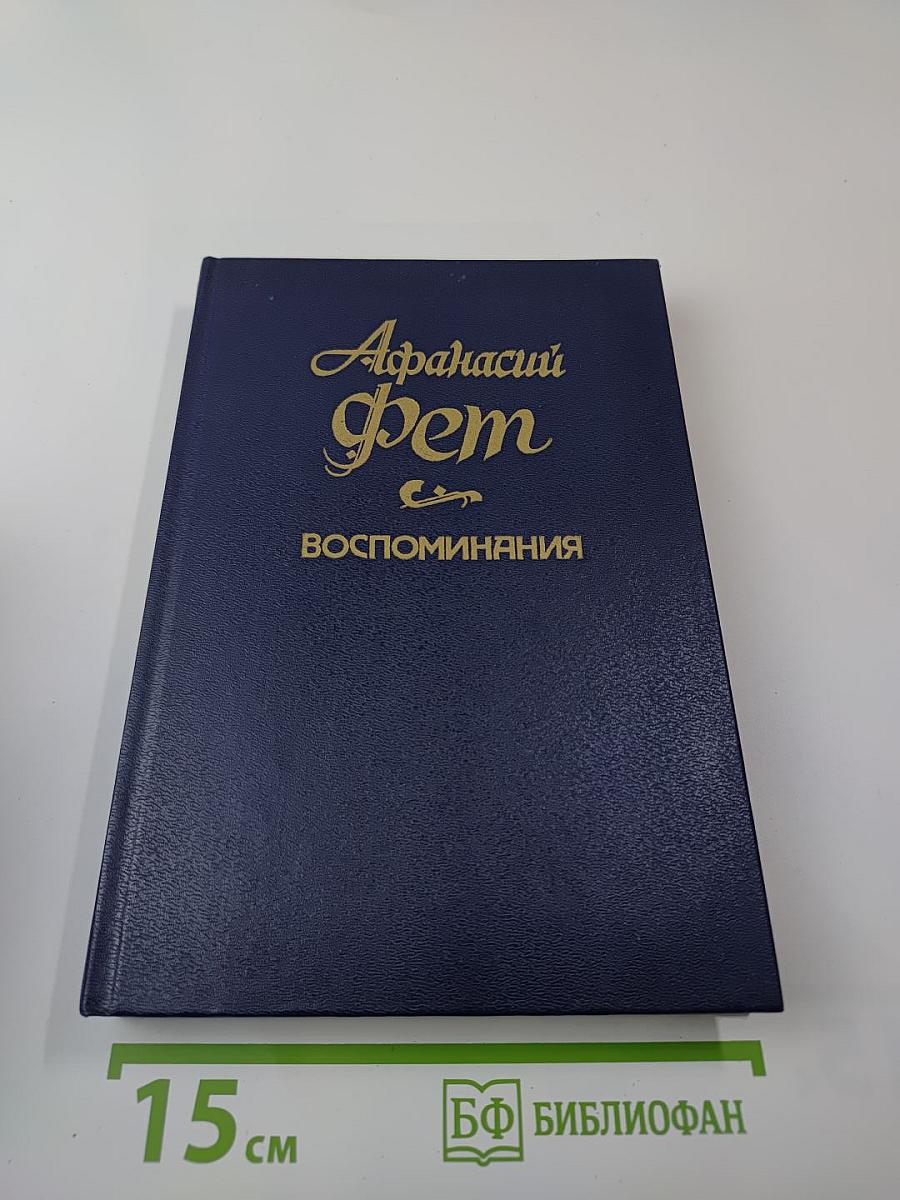 Афанасий
Фет
ВОСПОМИНАНИЯ
15 см
БФ БИБЛИОФАН